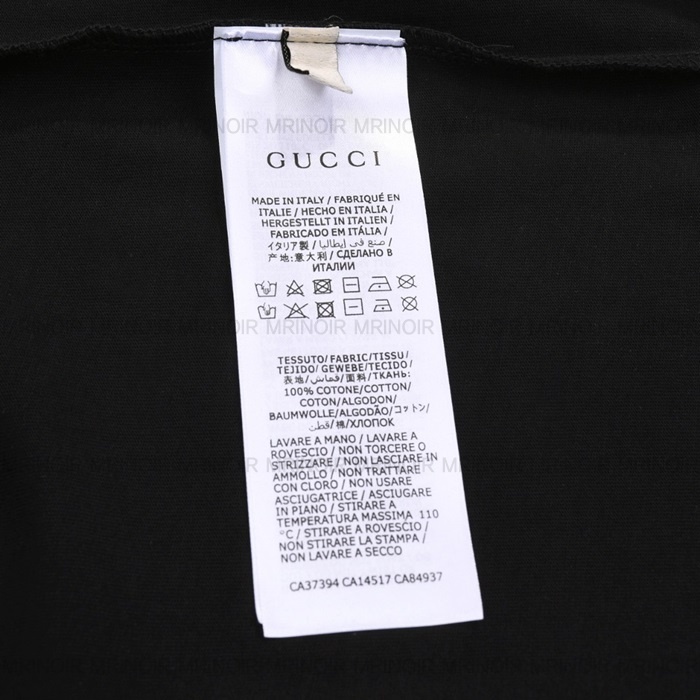 MRINOIR MRINOIR MRINOIR MRINOIR
GUCCI
MADE IN ITALY / FABRIQUÉ EN
ITALIE / HECHO EN ITALIA /
HERGESTELLT IN ITALIEN /
FABRICADO EM ITÁLIA /
イタリア製 / صنع في إيطاليا /
产地:意大利 / СДЕЛАНО В
ИТАЛИИ
MRINOIR MRINOIR MRINOIR MRINOIR
TESSUTO/FABRIC/TISSU/
TEJIDO/ GEWEBE/TECIDO/
表地/قماش/面料/ТКАНЬ:
100% COTONE/COTTON/
COTON/ALGODON/
BAUMWOLLE/ALGODÃO/コットン/
قطن/棉/ХЛОПОК
LAVARE A MANO / LAVARE A
ROVESCIO / NON TORCERE O
STRIZZARE / NON LASCIARE IN
AMMOLLO / NON TRATTARE
CON CLORO / NON USARE
ASCIUGATRICE / ASCIUGARE
IN PIANO / STIRARE A
TEMPERATURA MASSIMA 110
°C / STIRARE A ROVESCIO /
NON STIRARE LA STAMPA /
NON LAVARE A SECCO
CA37394 CA14517 CA84937